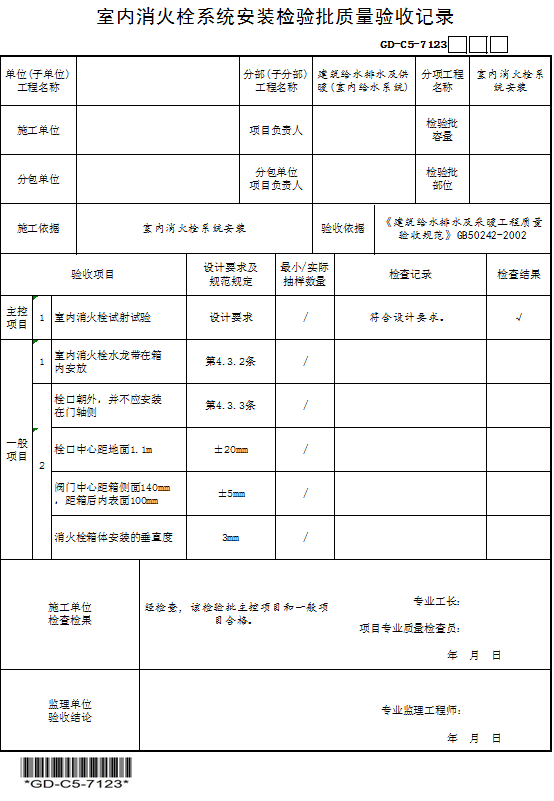 室内消火栓系统安装检验批质量验收记录
GD-C5-7123□□□
单位(子单位)
工程名称
分部(子分部)
工程名称
建筑给水排水及供
暖(室内给水系统)
分项工程
名称
室内消火栓系
统安装
施工单位
项目负责人
检验批
容量
分包单位
分包单位
项目负责人
检验批
部位
施工依据
室内消火栓安装
验收依据
《建筑给水排水及采暖工程质量
验收规范》GB50242-2002
验收项目
设计要求及
规范规定
最小/实际
抽样数量
检查记录
检查结果
主控
项目
1
室内消火栓试射试验
设计要求
/
符合设计要求。
√
一般
项目
1
室内消火栓水龙带在箱
内安放
第4.3.2条
/
2
栓口朝外，并不应安装
在门轴侧
第4.3.3条
/
栓口中心距地面1.1m
±20mm
/
阀门中心距箱侧面140mm
，距箱后内表面100mm
±5mm
/
消火栓箱体安装的垂直度
3mm
/
施工单位
检查检果
经检查，该检验批主控项目和一般项
目合格。
专业工长：
项目专业质量检查员：
年 月 日
监理单位
验收结论
专业监理工程师：
年 月 日
*GD-C5-7123*